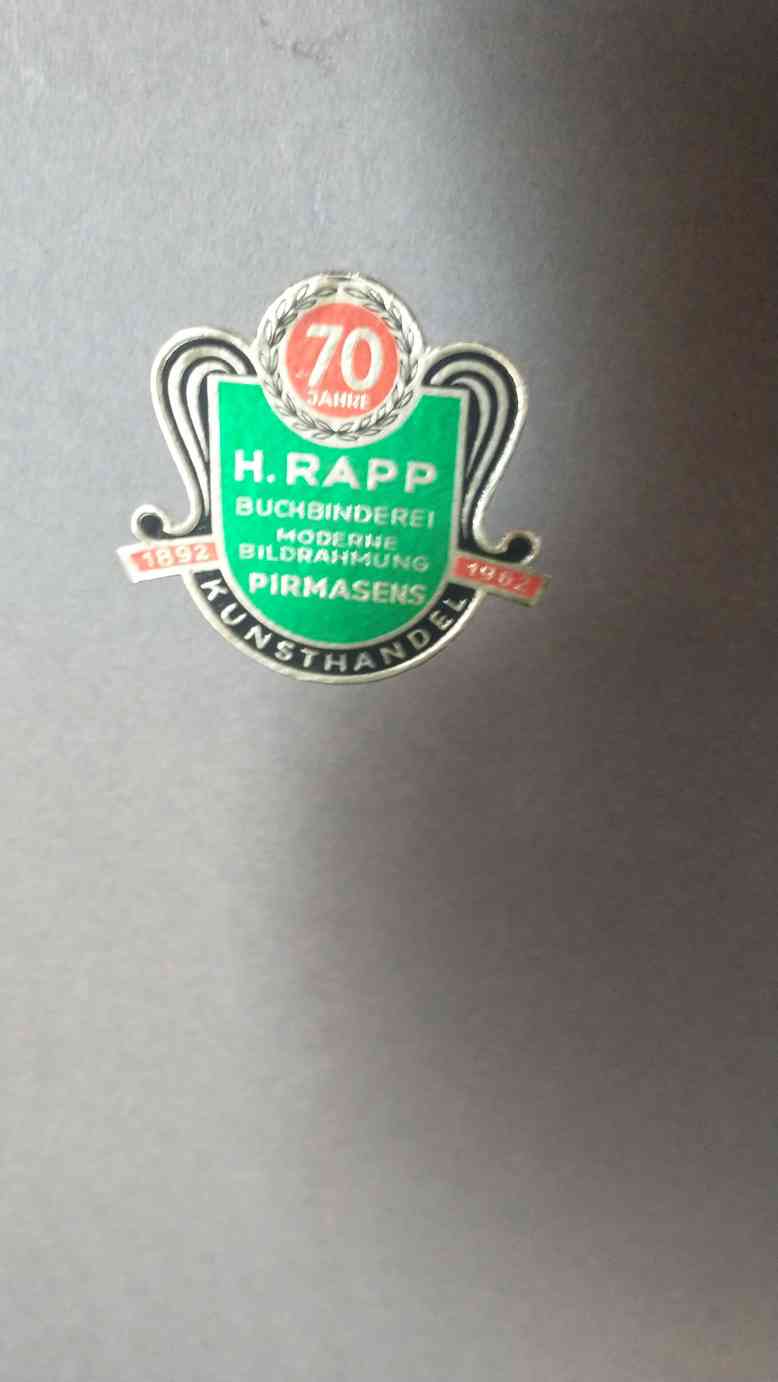 70
JAHRE
H. RAPP
BUCHBINDEREI
MODERNE
BILDRAHMUNG
PIRMASENS
1892
1962
KUNSTHANDEL